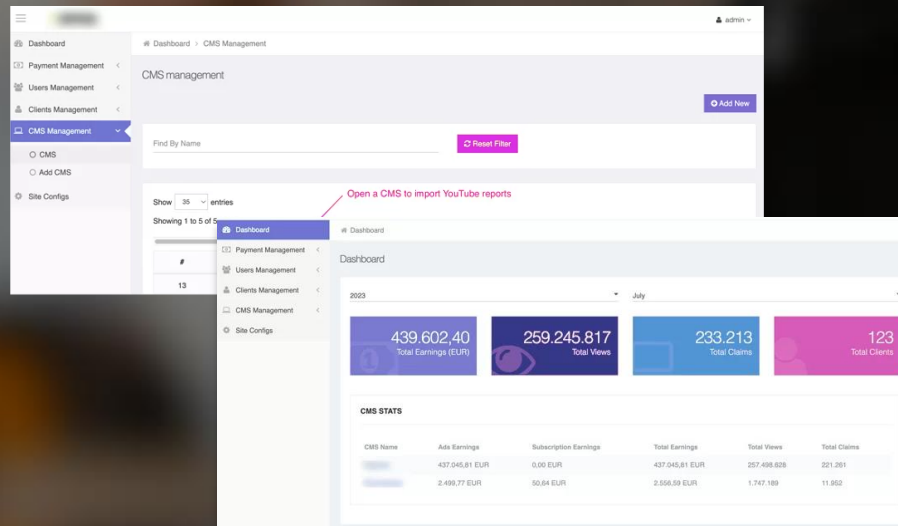 admin
Dashboard
Dashboard › CMS Management
Payment Management
Users Management
Clients Management
CMS Management
CMS
Add CMS
Site Configs
CMS management
Add New
Find By Name
Reset Filter
Show 35 entries
Showing 1 to 5 of 5
#
13
Open a CMS to import YouTube reports
Dashboard
Payment Management
Users Management
Clients Management
CMS Management
Site Configs
Dashboard
Dashboard
2023
July
439.602,40
Total Earnings (EUR)
259.245.817
Total Views
233.213
Total Claims
123
Total Clients
CMS STATS
CMS Name Ads Earnings Subscription Earnings Total Earnings Total Views Total Claims
437.045,81 EUR 0,00 EUR 437.045,81 EUR 257.498.628 221.261
2.499,77 EUR 50,84 EUR 2.556,59 EUR 1.747.189 11.952